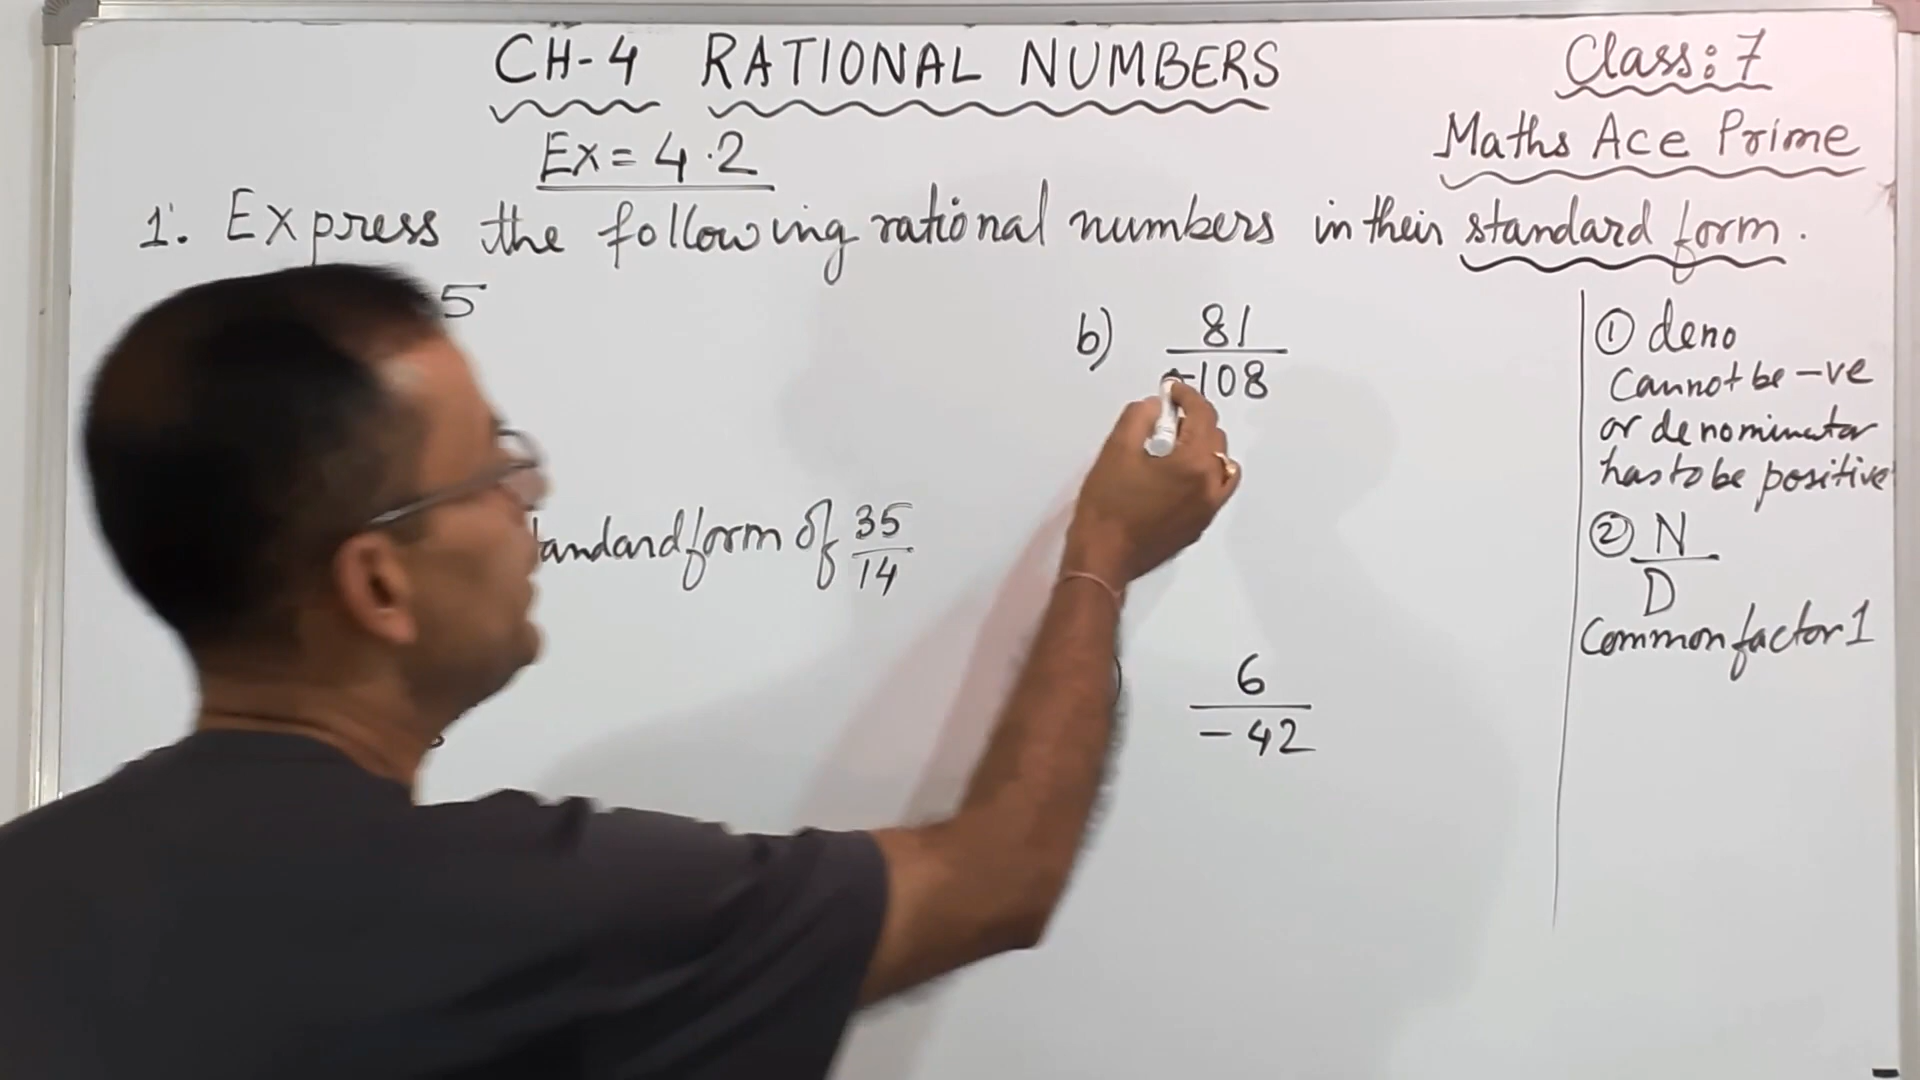 CH-4 RATIONAL NUMBERS
Class: 7
Ex = 4.2
Maths Ace Prime
1. Express the following rational numbers in their standard form.
5
b) 81
-108
① deno
Cannot be -ve
or denominator
has to be positive
tandard form of 35
14
② N
D
Common factor 1
6
-42